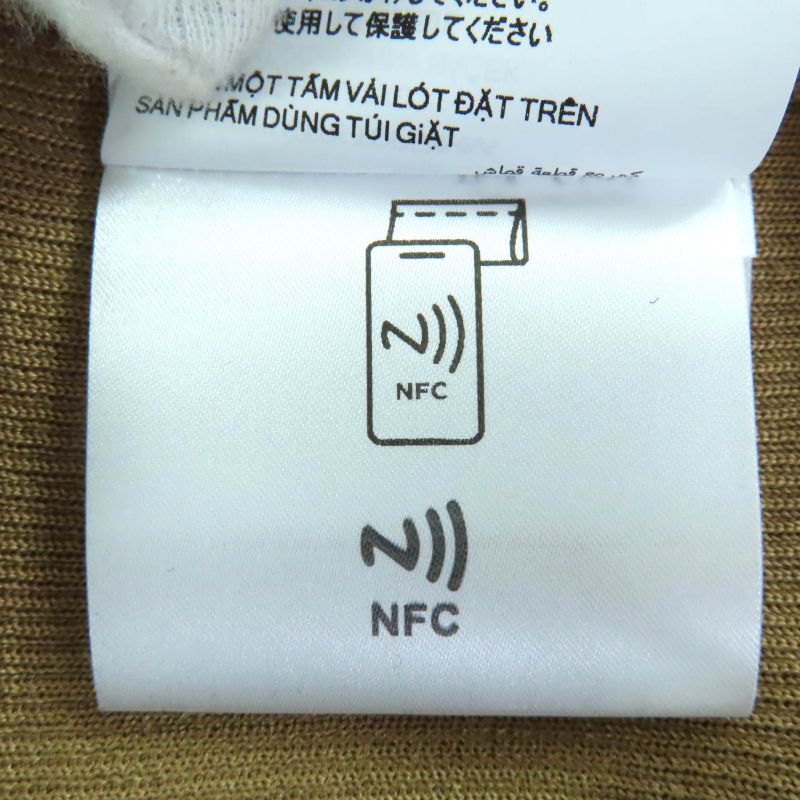 使用して保護してください
MỘT TẤM VẢI LÓT ĐẶT TRÊN
SẢN PHẨM DÙNG TÚI GiẶT
NFC
NFC